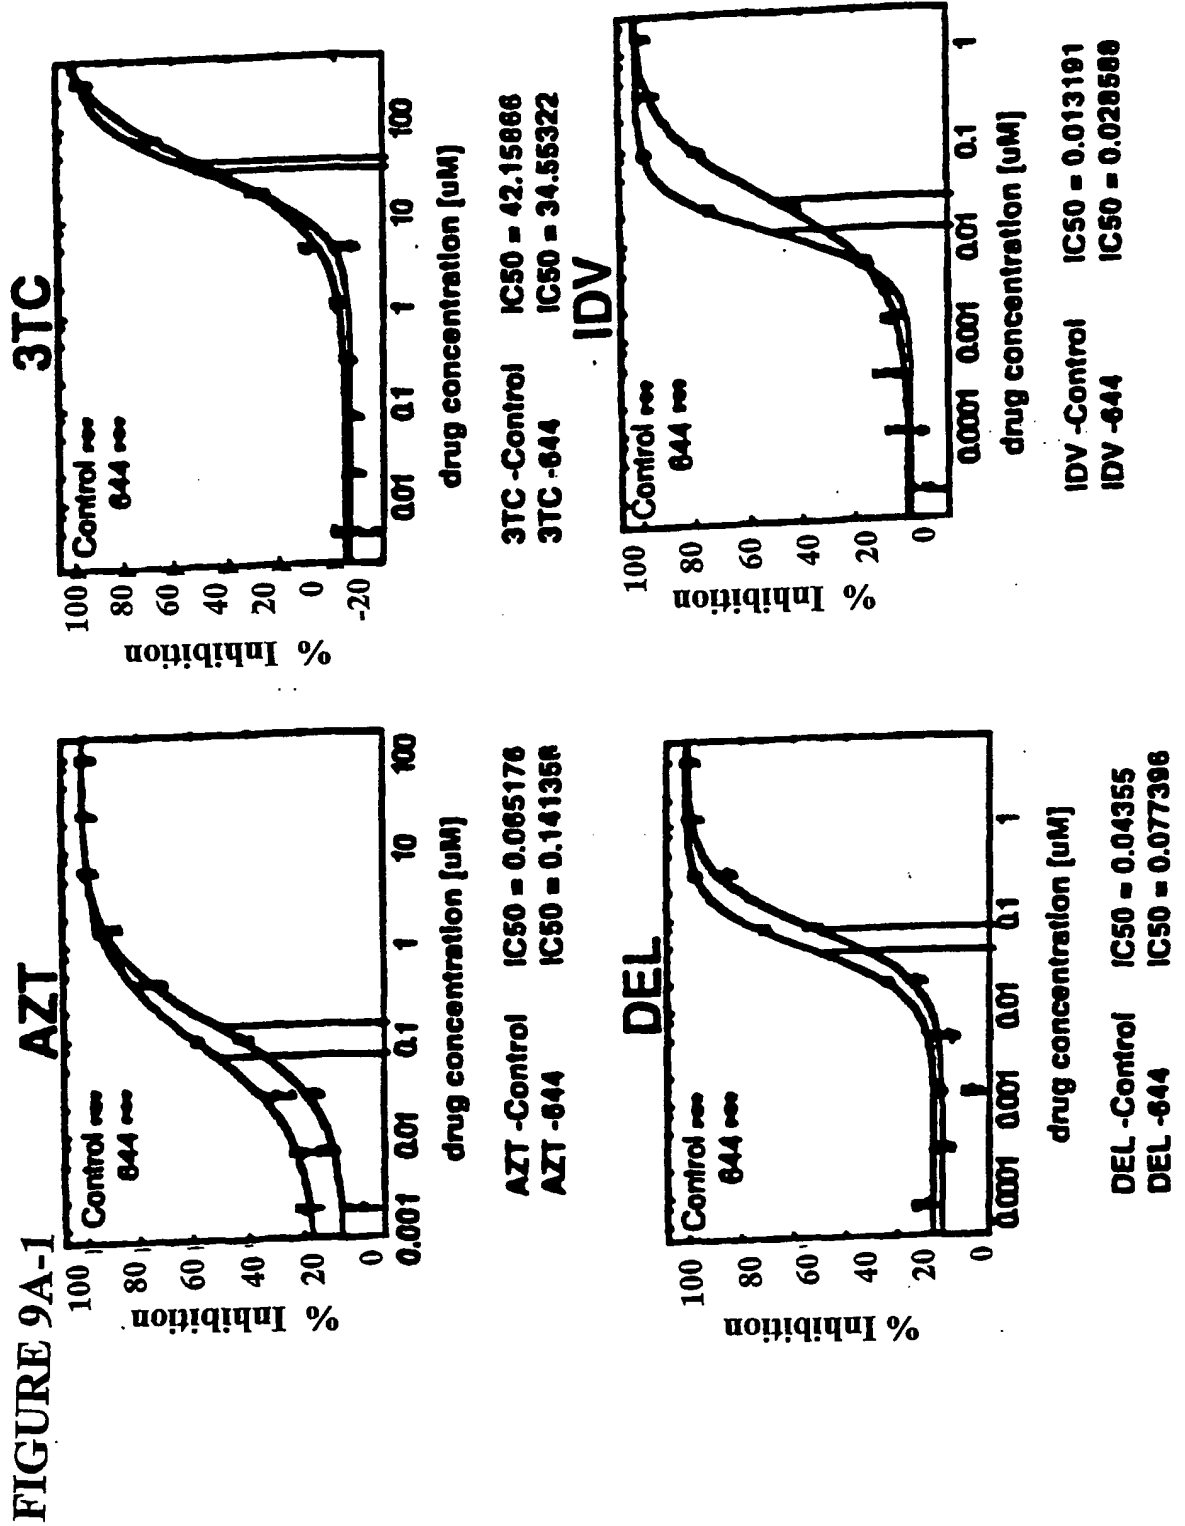 FIGURE 9A-1
AZT
Control
644
% Inhibition
100
80
60
40
20
0
0.001
0.01
0.1
1
10
100
drug concentration [uM]
AZT -Control IC50 = 0.065176
AZT -644 IC50 = 0.141358
3TC
Control
644
% Inhibition
100
80
60
40
20
0
-20
0.01
0.1
1
10
100
drug concentration [uM]
3TC -Control IC50 = 42.15866
3TC -644 IC50 = 34.55322
DEL
Control
644
% Inhibition
100
80
60
40
20
0
0.0001
0.001
0.01
0.1
1
drug concentration [uM]
DEL -Control IC50 = 0.04355
DEL -644 IC50 = 0.077396
IDV
Control
644
% Inhibition
100
80
60
40
20
0
0.0001
0.001
0.01
0.1
1
drug concentration [uM]
IDV -Control IC50 = 0.013191
IDV -644 IC50 = 0.028588